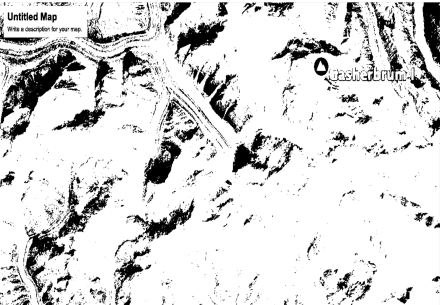 Untitled Map
Write a description for your map.
Gasherbrum I